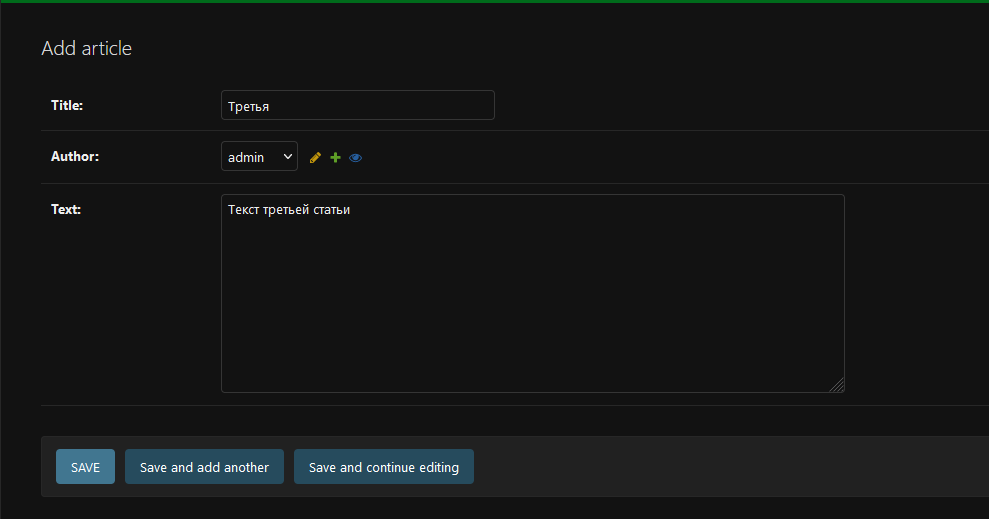 Add article
Title: Третья
Author: admin
Text: Текст третьей статьи
SAVE Save and add another Save and continue editing